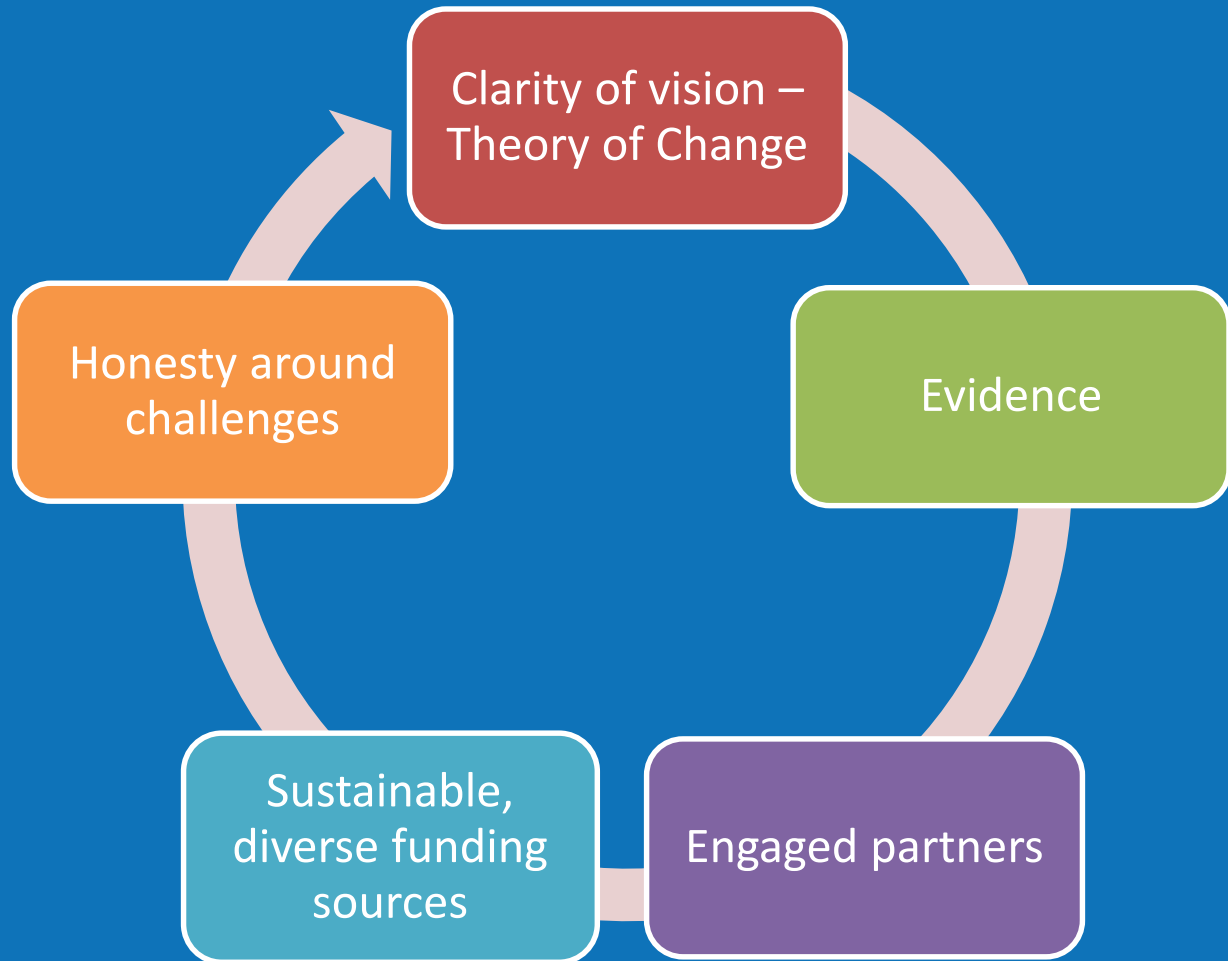 Clarity of vision –
Theory of Change
Evidence
Engaged partners
Sustainable,
diverse funding
sources
Honesty around
challenges